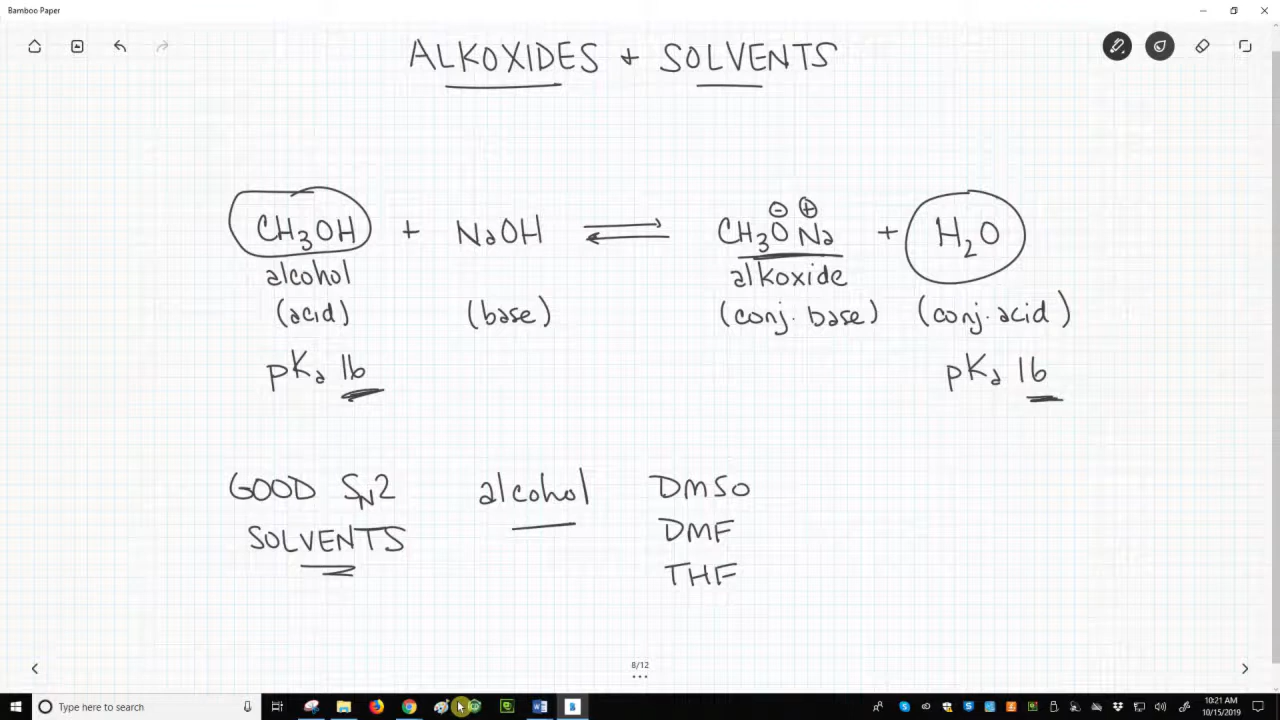 Bamboo Paper
ALKOXIDES + SOLVENTS
CH3OH + NaOH ⇌ CH3O⊖ Na⊕ + H2O
alcohol alkoxide
(acid) (base) (conj. base) (conj. acid)
pKa 16 pKa 16
GOOD SN2 alcohol DMSO
SOLVENTS DMF
THF
8/12
Type here to search
10:21 AM
10/15/2019